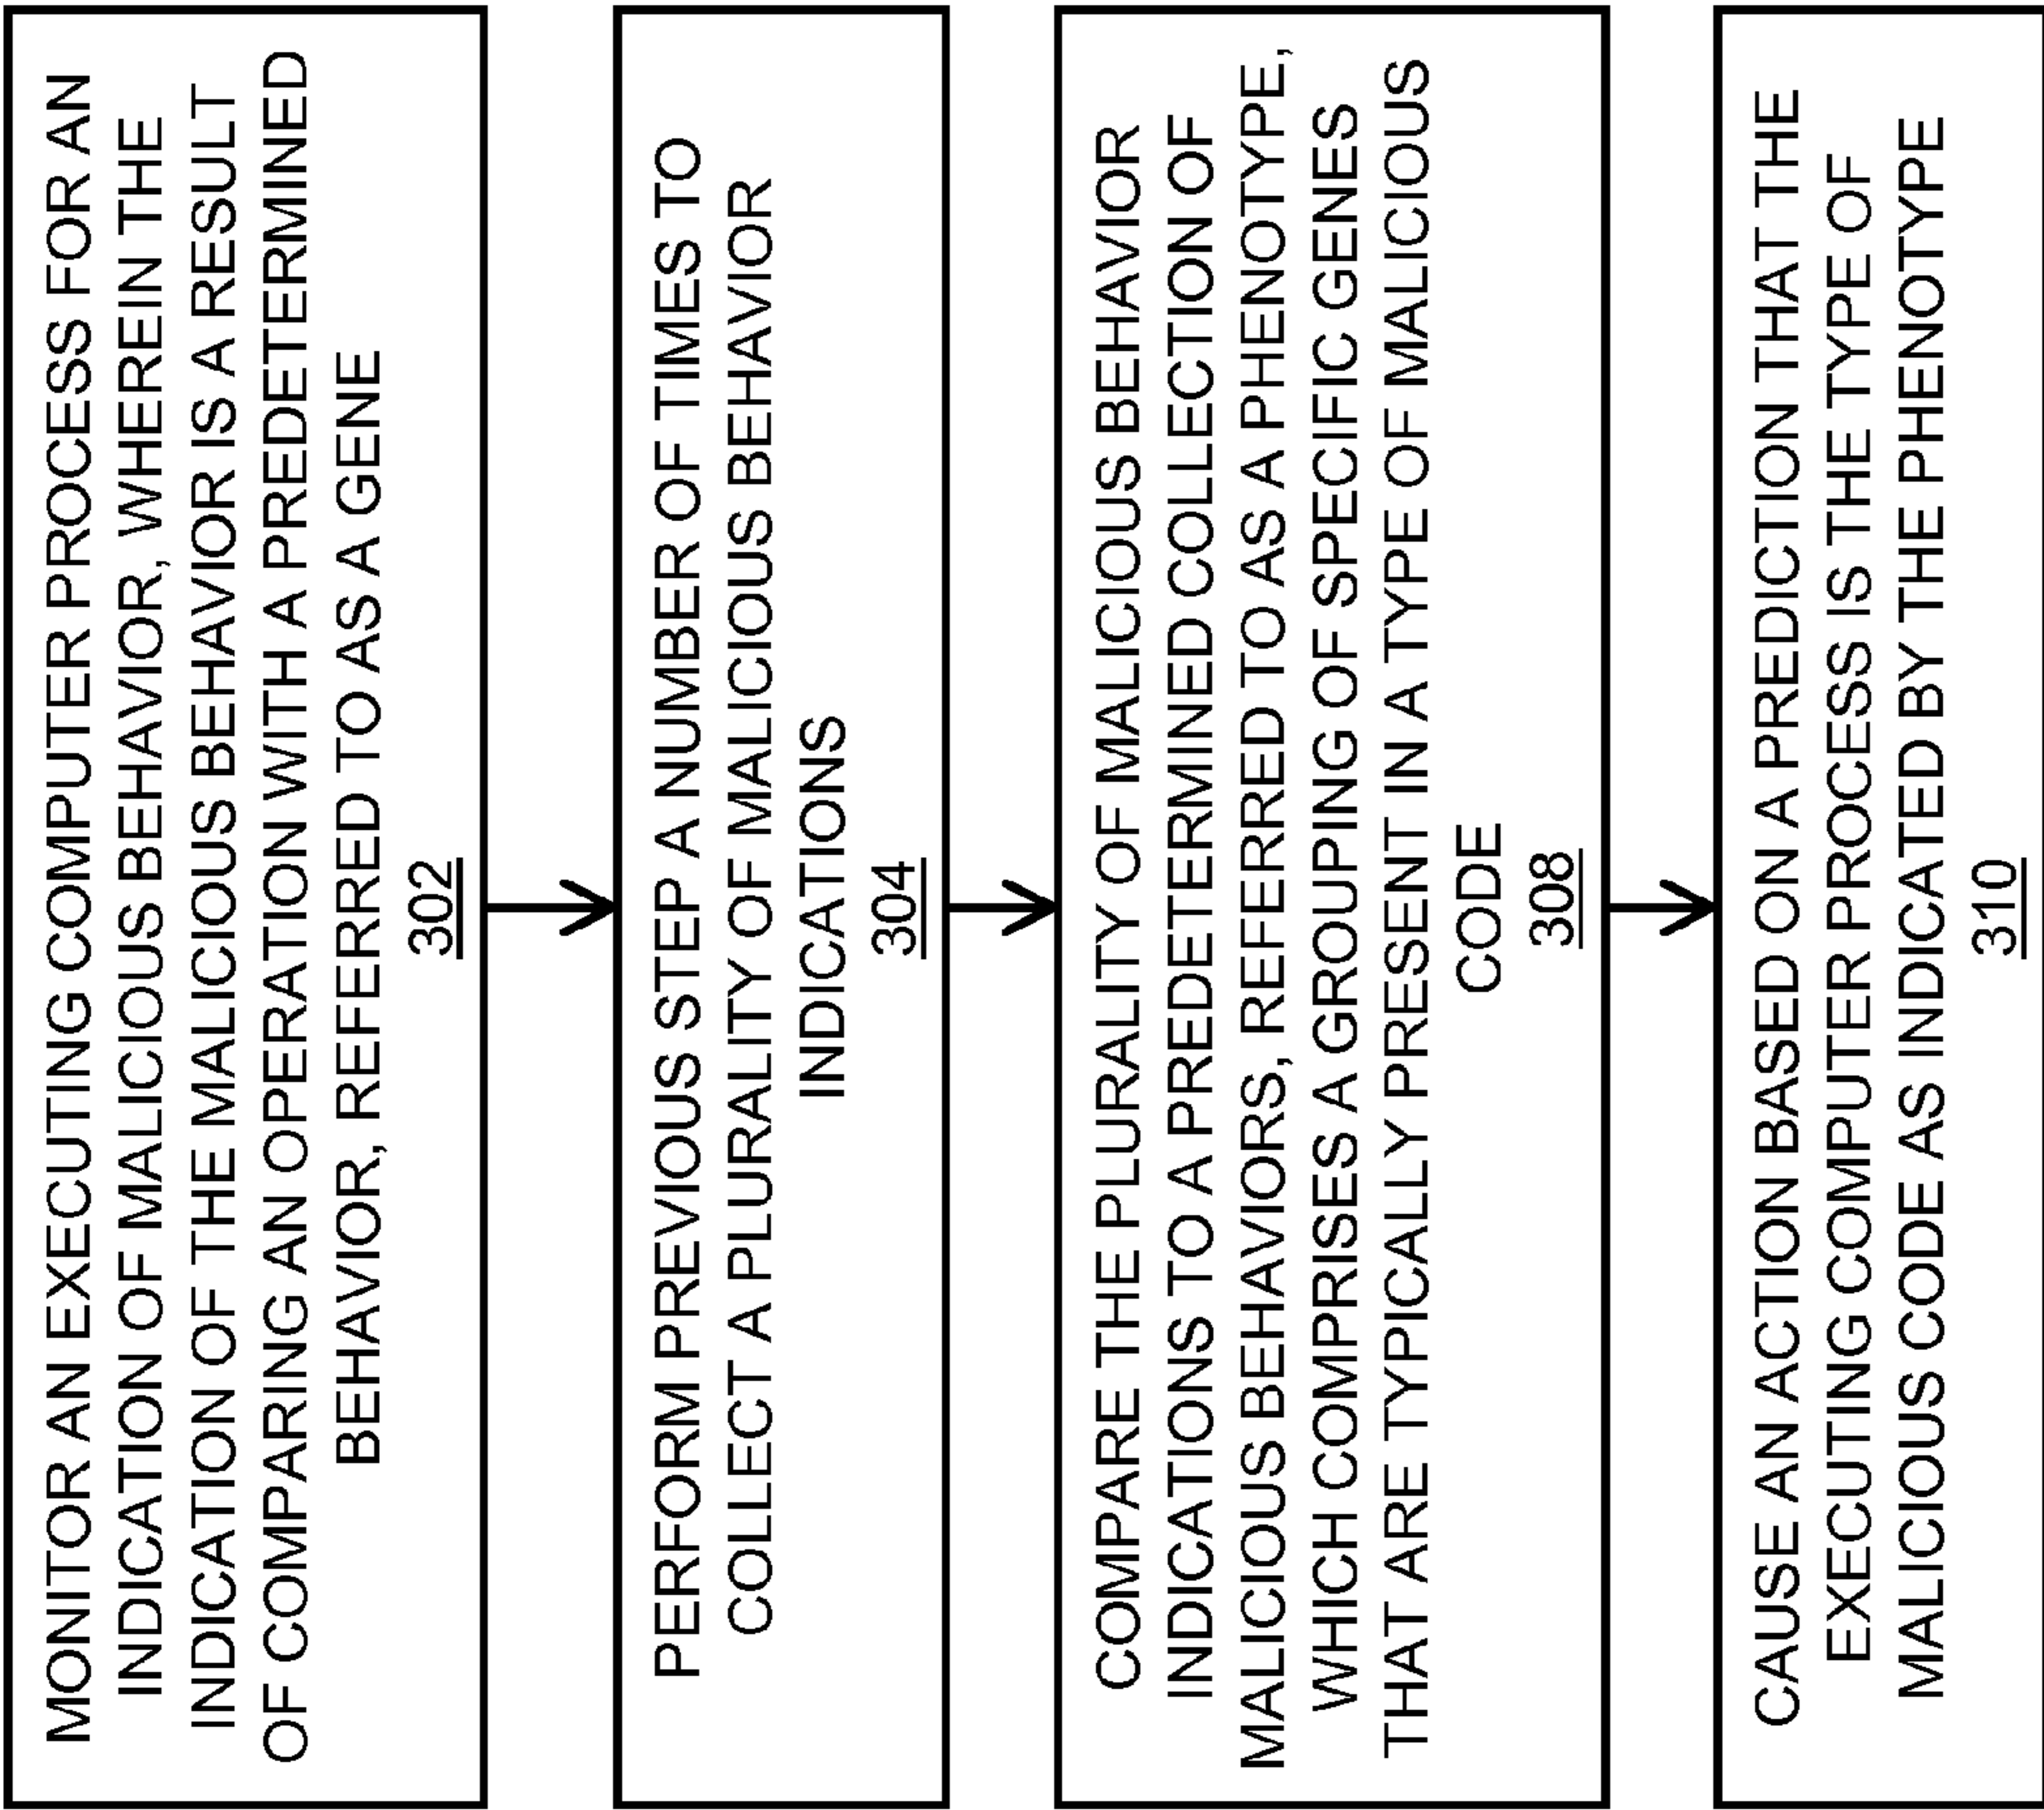 MONITOR AN EXECUTING COMPUTER PROCESS FOR AN
INDICATION OF MALICIOUS BEHAVIOR, WHEREIN THE
INDICATION OF THE MALICIOUS BEHAVIOR IS A RESULT
OF COMPARING AN OPERATION WITH A PREDETERMINED
BEHAVIOR, REFERRED TO AS A GENE
302
PERFORM PREVIOUS STEP A NUMBER OF TIMES TO
COLLECT A PLURALITY OF MALICIOUS BEHAVIOR
INDICATIONS
304
COMPARE THE PLURALITY OF MALICIOUS BEHAVIOR
INDICATIONS TO A PREDETERMINED COLLECTION OF
MALICIOUS BEHAVIORS, REFERRED TO AS A PHENOTYPE,
WHICH COMPRISES A GROUPING OF SPECIFIC GENES
THAT ARE TYPICALLY PRESENT IN A TYPE OF MALICIOUS
CODE
308
CAUSE AN ACTION BASED ON A PREDICTION THAT THE
EXECUTING COMPUTER PROCESS IS THE TYPE OF
MALICIOUS CODE AS INDICATED BY THE PHENOTYPE
310